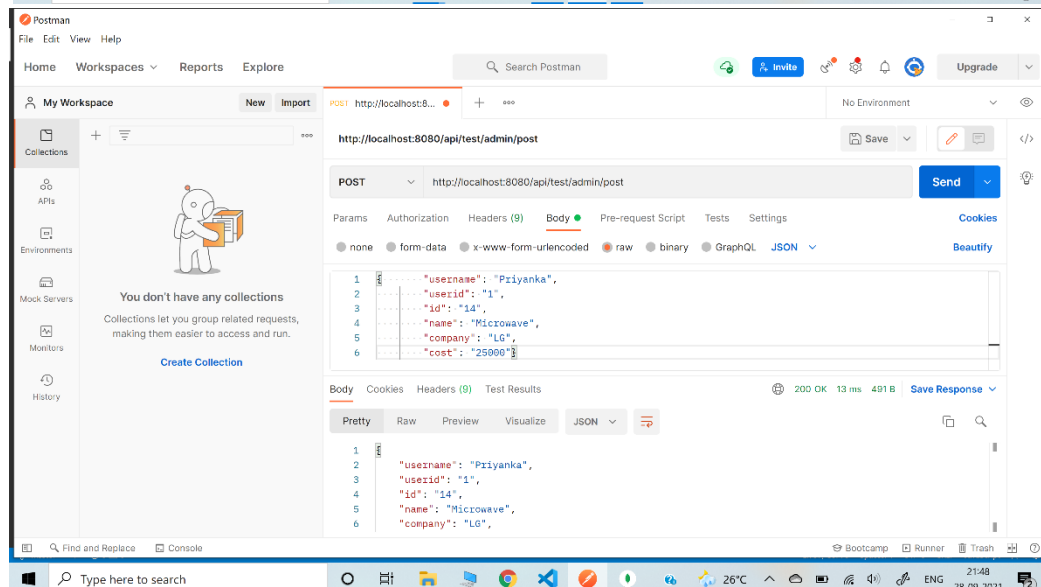 Postman
File Edit View Help
Home Workspaces Reports Explore Search Postman Invite Upgrade
My Workspace New Import POST http://localhost:8... No Environment
Collections
http://localhost:8080/api/test/admin/post Save
APIs
POST http://localhost:8080/api/test/admin/post Send
Environments
Params Authorization Headers (9) Body Pre-request Script Tests Settings Cookies
none form-data x-www-form-urlencoded raw binary GraphQL JSON Beautify
Mock Servers
1 { "username": "Priyanka",
2 "userid": "1",
3 "id": "14",
4 "name": "Microwave",
5 "company": "LG",
6 "cost": "25000"}
You don't have any collections
Collections let you group related requests,
making them easier to access and run.
Create Collection
Monitors
History
Body Cookies Headers (9) Test Results 200 OK 13 ms 491 B Save Response
Pretty Raw Preview Visualize JSON
1 {
2 "username": "Priyanka",
3 "userid": "1",
4 "id": "14",
5 "name": "Microwave",
6 "company": "LG",
Find and Replace Console Bootcamp Runner Trash
Type here to search 26°C ENG 21:48
28-09-2021